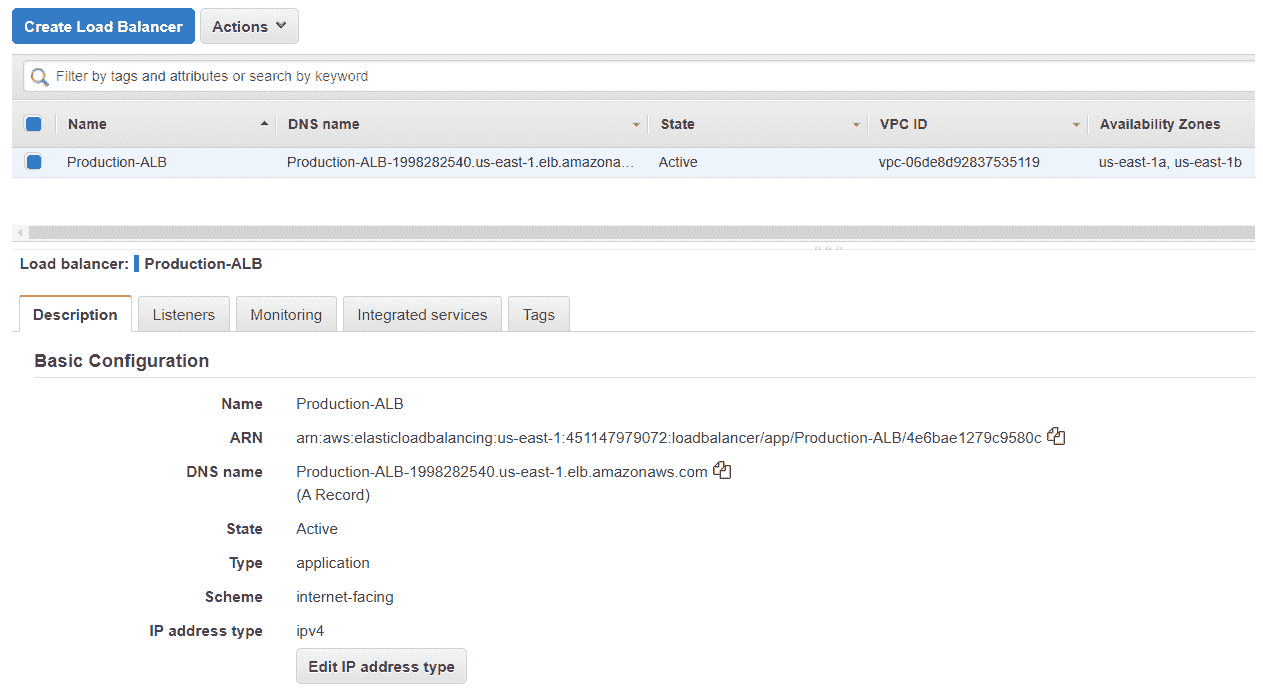 Create Load Balancer Actions
Filter by tags and attributes or search by keyword
Name DNS name State VPC ID Availability Zones
Production-ALB Production-ALB-1998282540.us-east-1.elb.amazona... Active vpc-06de8d92837535119 us-east-1a, us-east-1b
Load balancer: Production-ALB
Description Listeners Monitoring Integrated services Tags
Basic Configuration
Name Production-ALB
ARN arn:aws:elasticloadbalancing:us-east-1:451147979072:loadbalancer/app/Production-ALB/4e6bae1279c9580c
DNS name Production-ALB-1998282540.us-east-1.elb.amazonaws.com
(A Record)
State Active
Type application
Scheme internet-facing
IP address type ipv4
Edit IP address type